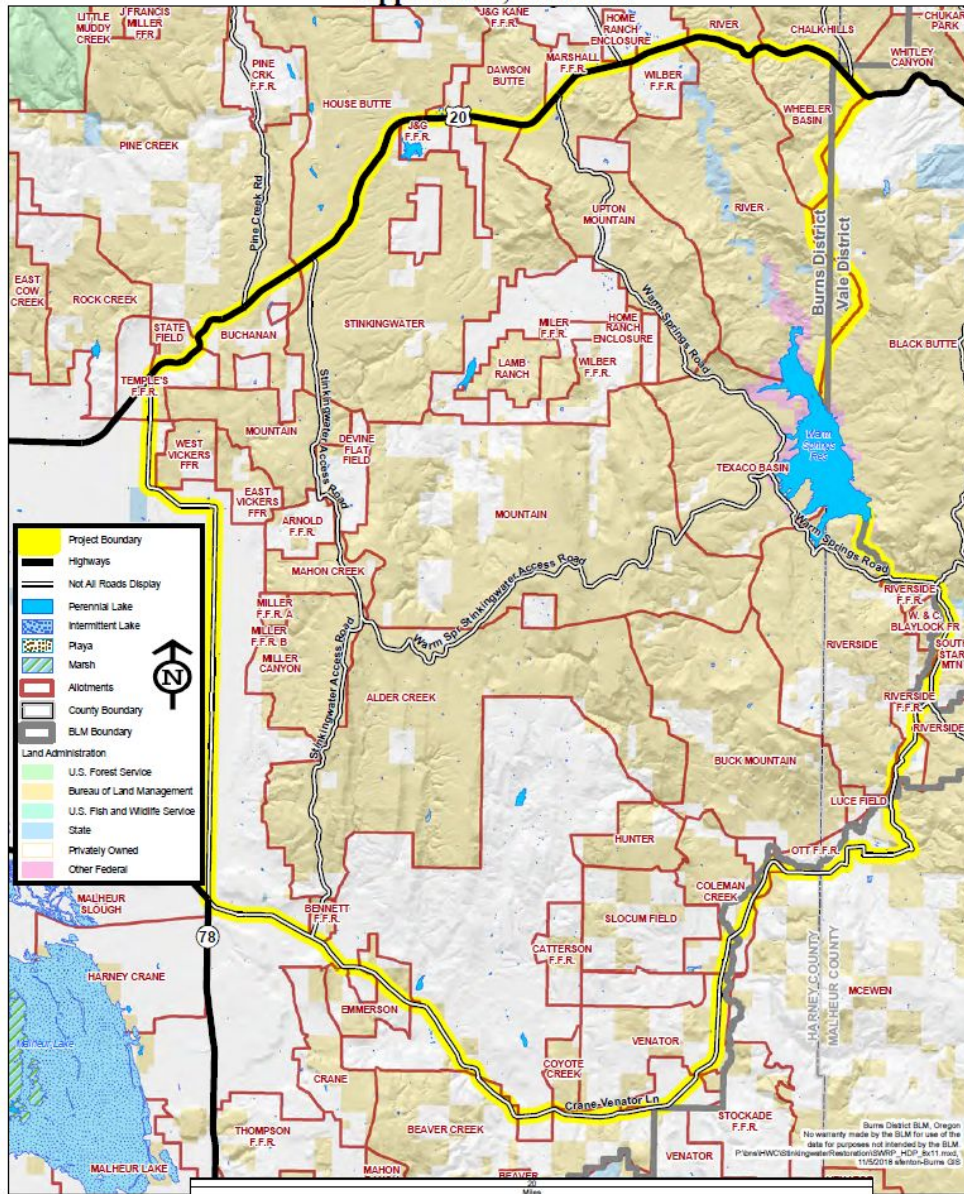 LITTLE
MUDDY
CREEK
J FRANCIS
MILLER
FFR
PINE
CRK.
F.F.R.
J&G KANE
F.F.R.
DAWSON
BUTTE
MARSHALL
F.F.R.
HOME
RANCH
ENCLOSURE
RIVER
WILBER
F.F.R.
CHALK HILLS
CHUKAR
PARK
WHITLEY
CANYON
HOUSE BUTTE
J&G
F.F.R.
20
WHEELER
BASIN
PINE CREEK
Pine Creek Rd
UPTON
MOUNTAIN
RIVER
Burns District
Vale District
EAST
COW
CREEK
ROCK CREEK
STATE
FIELD
BUCHANAN
STINKINGWATER
MILER
F.F.R.
HOME
RANCH
ENCLOSURE
LAMB
RANCH
WILBER
F.F.R.
Warm Springs Road
BLACK BUTTE
TEMPLE'S
F.F.R.
Stinkingwater Access Road
WEST
VICKERS
FFR
MOUNTAIN
DEVINE
FLAT
FIELD
Warm
Springs
Res
TEXACO BASIN
EAST
VICKERS
FFR
ARNOLD
F.F.R.
MOUNTAIN
Warm Springs Road
MAHON CREEK
Warm Spr Stinkingwater Access Road
RIVERSIDE
F.F.R.
W. & C.
BLAYLOCK FR
MILLER
F.F.R. A
MILLER
F.F.R. B
MILLER
CANYON
Stinkingwater Access Road
RIVERSIDE
SOUTH
STAR
MTN
ALDER CREEK
RIVERSIDE
F.F.R.
RIVERSIDE
BUCK MOUNTAIN
LUCE FIELD
HUNTER
OTT F.F.R.
COLEMAN
CREEK
SLOCUM FIELD
Project Boundary
Highways
Not All Roads Display
Perennial Lake
Intermittent Lake
Playa
Marsh
Allotments
County Boundary
BLM Boundary
N
Land Administration
U.S. Forest Service
Bureau of Land Management
U.S. Fish and Wildlife Service
State
Privately Owned
Other Federal
MALHEUR
SLOUGH
78
BENNETT
F.F.R.
CATTERSON
F.F.R.
HARNEY COUNTY
MALHEUR COUNTY
HARNEY CRANE
MCEWEN
EMMERSON
Malheur Lake
VENATOR
COYOTE
CREEK
CRANE
Crane-Venator Ln
THOMPSON
F.F.R.
BEAVER CREEK
STOCKADE
F.F.R.
MALHEUR LAKE
MAHON
BEAVER
VENATOR
Burns District BLM, Oregon
No warranty made by the BLM for use of the
data for purposes not intended by the BLM.
11/5/2018
20
Miles